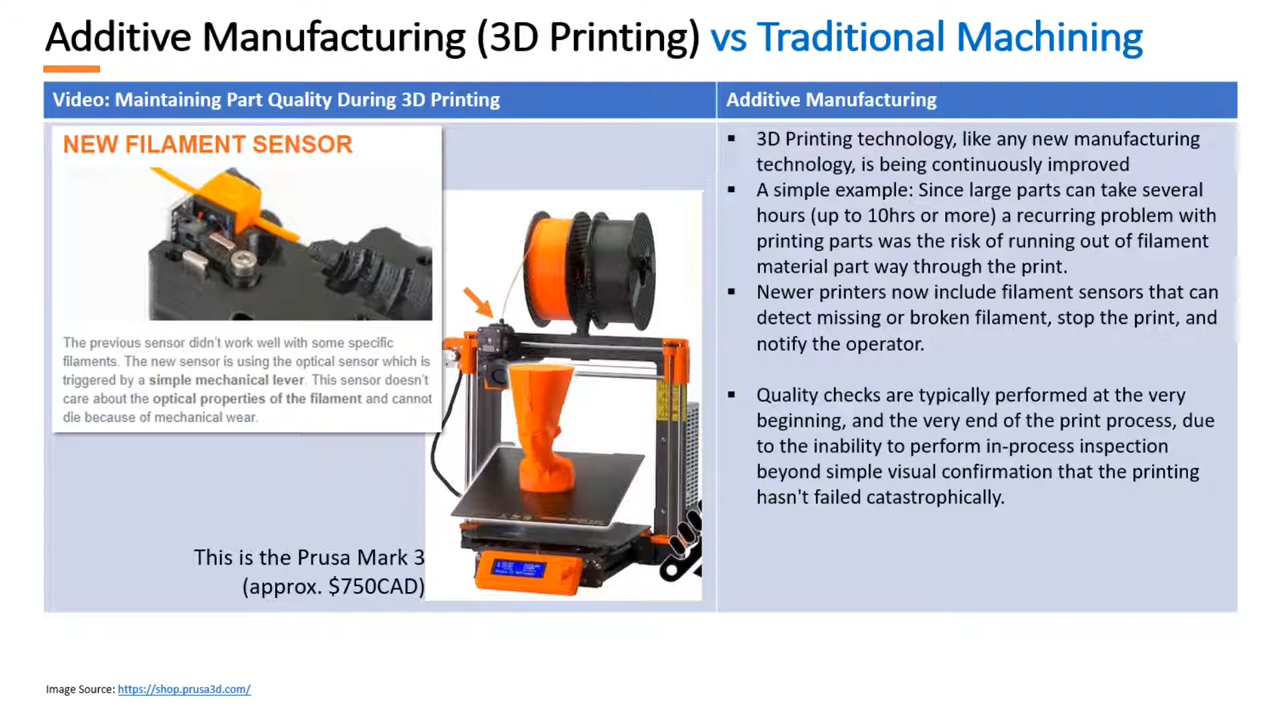 Additive Manufacturing (3D Printing) vs Traditional Machining
Video: Maintaining Part Quality During 3D Printing
NEW FILAMENT SENSOR
The previous sensor didn't work well with some specific
filaments. The new sensor is using the optical sensor which is
triggered by a simple mechanical lever. This sensor doesn't
care about the optical properties of the filament and cannot
die because of mechanical wear.
This is the Prusa Mark 3
(approx. $750CAD)
Additive Manufacturing
▪ 3D Printing technology, like any new manufacturing
technology, is being continuously improved
▪ A simple example: Since large parts can take several
hours (up to 10hrs or more) a recurring problem with
printing parts was the risk of running out of filament
material part way through the print.
▪ Newer printers now include filament sensors that can
detect missing or broken filament, stop the print, and
notify the operator.
▪ Quality checks are typically performed at the very
beginning, and the very end of the print process, due
to the inability to perform in-process inspection
beyond simple visual confirmation that the printing
hasn't failed catastrophically.
Image Source: https://shop.prusa3d.com/